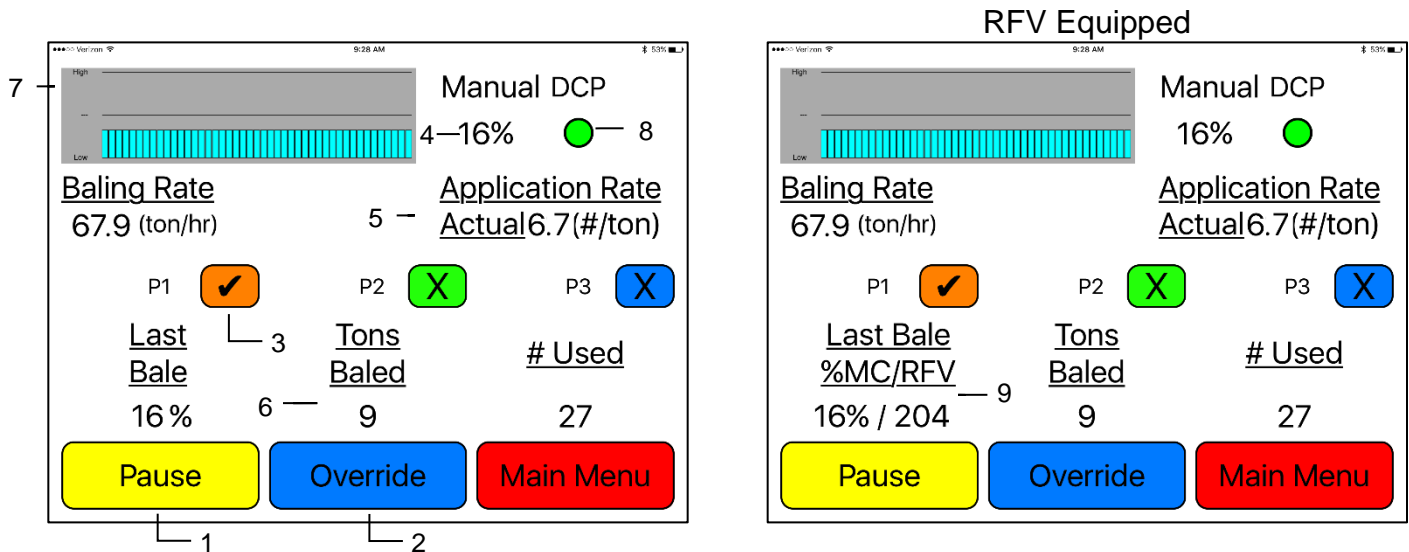 RFV Equipped
●●●○○ Verizon 9:28 AM 53%
7
High
---
Low
Manual DCP
4 16% 8
Baling Rate
67.9 (ton/hr)
5
Application Rate
Actual 6.7(#/ton)
P1 ✔ P2 X P3 X
3
Last
Bale
16%
Tons
Baled
6 9
# Used
27
Pause Override Main Menu
1 2
●●●○○ Verizon 9:28 AM 53%
High
---
Low
Manual DCP
16%
Baling Rate
67.9 (ton/hr)
Application Rate
Actual 6.7(#/ton)
P1 ✔ P2 X P3 X
Last Bale
%MC/RFV
9
16% / 204
Tons
Baled
9
# Used
27
Pause Override Main Menu